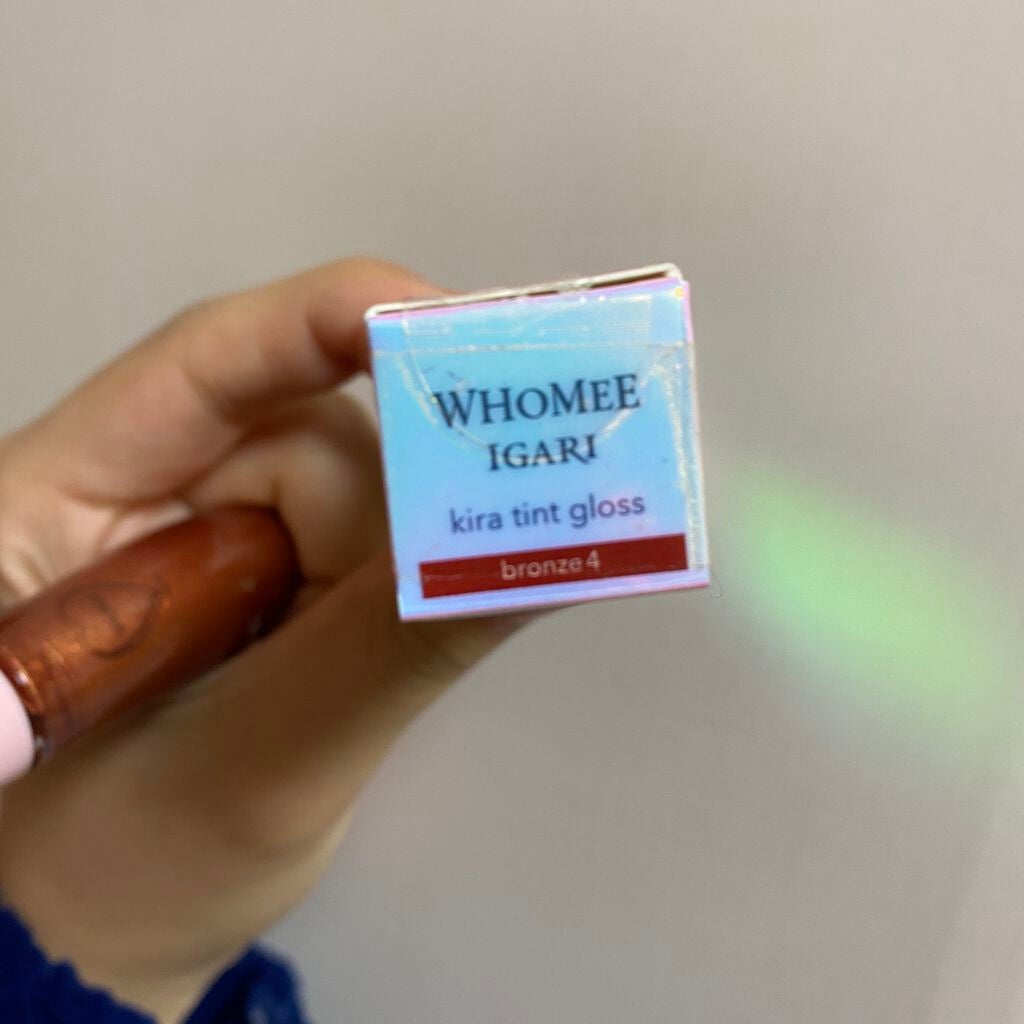 WHOMEE
IGARI
kira tint gloss
bronze 4